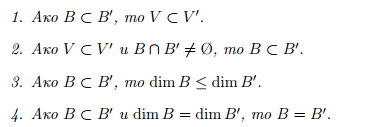 1. Ако B ⊂ B′, то V ⊂ V′.
2. Ако V ⊂ V′ и B ∩ B′ ≠ Ø, то B ⊂ B′.
3. Ако B ⊂ B′, то dim B ≤ dim B′.
4. Ако B ⊂ B′ и dim B = dim B′, то B = B′.